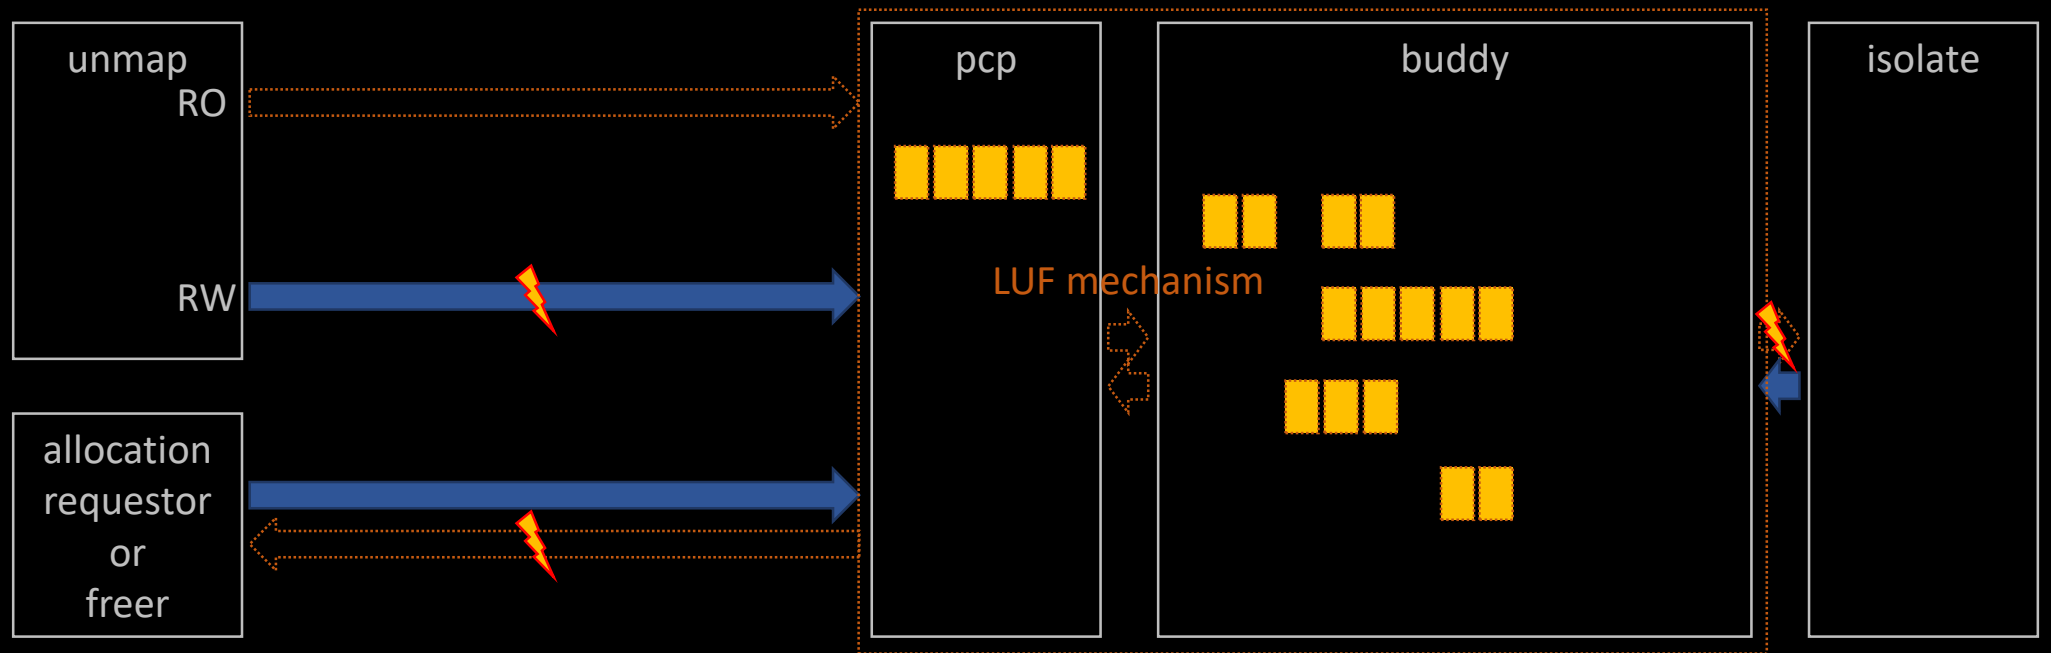 unmap
RO
RW
allocation
requestor
or
freer
pcp
LUF mechanism
buddy
isolate